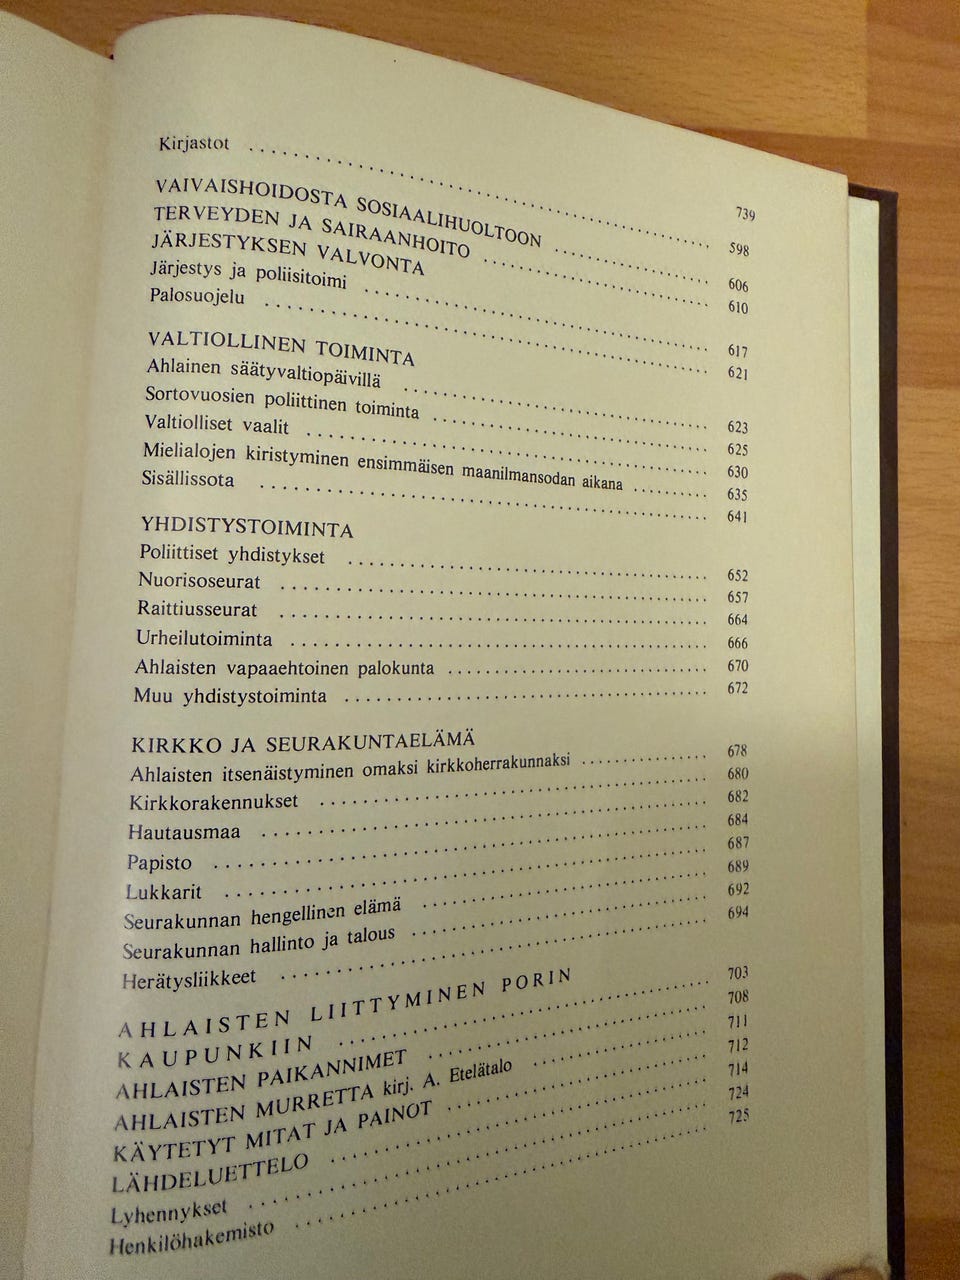 739
Kirjastot .......... 598
VAIVAISHOIDOSTA SOSIAALIHUOLTOON .......... 606
TERVEYDEN JA SAIRAANHOITO .......... 610
JÄRJESTYKSEN VALVONTA
Järjestys ja poliisitoimi .......... 617
Palosuojelu .......... 621
VALTIOLLINEN TOIMINTA
Ahlainen säätyvaltiopäivillä .......... 623
Sortovuosien poliittinen toiminta .......... 625
Valtiolliset vaalit .......... 630
Mielialojen kiristyminen ensimmäisen maanilmansodan aikana .......... 635
Sisällissota .......... 641
YHDISTYSTOIMINTA
Poliittiset yhdistykset .......... 652
Nuorisoseurat .......... 657
Raittiusseurat .......... 664
Urheilutoiminta .......... 666
Ahlaisten vapaaehtoinen palokunta .......... 670
Muu yhdistystoiminta .......... 672
KIRKKO JA SEURAKUNTAELÄMÄ
Ahlaisten itsenäistyminen omaksi kirkkoherrakunnaksi .......... 678
Kirkkorakennukset .......... 680
Hautausmaa .......... 682
Papisto .......... 684
Lukkarit .......... 687
Seurakunnan hengellinen elämä .......... 689
Seurakunnan hallinto ja talous .......... 692
Herätysliikkeet .......... 694
AHLAISTEN LIITTYMINEN PORIN
KAUPUNKIIN .......... 703
AHLAISTEN PAIKANNIMET .......... 708
AHLAISTEN MURRETTA kirj. A. Etelätalo .......... 711
KÄYTETYT MITAT JA PAINOT .......... 712
LÄHDELUETTELO .......... 714
Lyhennykset .......... 724
Henkilöhakemisto .......... 725